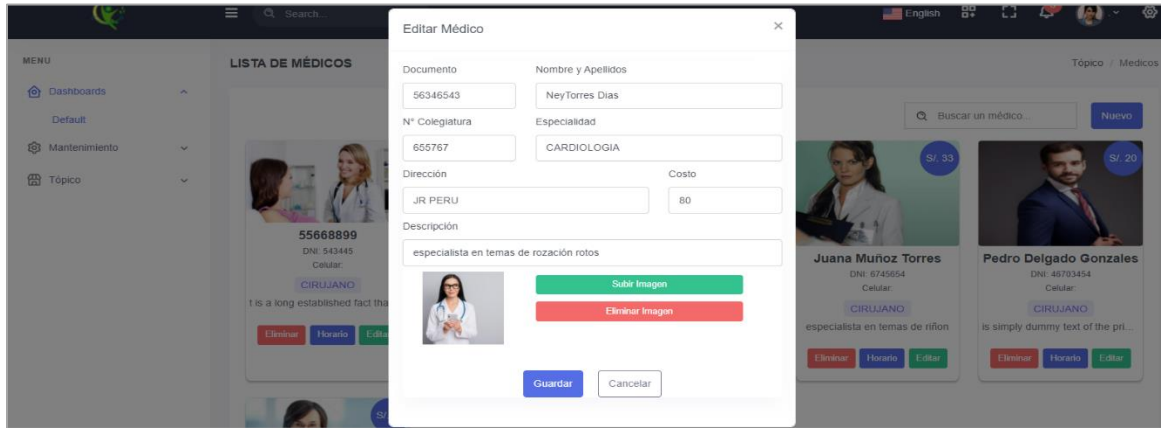 Search...
English
MENU
LISTA DE MÉDICOS
Tópico / Medicos
Dashboards
Default
Mantenimiento
Tópico
Buscar un médico...
Nuevo
Editar Médico
×
Documento
Nombre y Apellidos
56346543
NeyTorres Dias
N° Colegiatura
Especialidad
655767
CARDIOLOGIA
Dirección
Costo
JR PERU
80
Descripción
especialista en temas de rozación rotos
Subir Imagen
Eliminar Imagen
Guardar
Cancelar
55668899
DNI: 543445
Celular:
CIRUJANO
t is a long established fact tha
Eliminar
Horario
Edita
S/. 33
Juana Muñoz Torres
DNI: 6745654
Celular:
CIRUJANO
especialista en temas de riñon
Eliminar
Horario
Editar
S/. 20
Pedro Delgado Gonzales
DNI: 46703454
Celular:
CIRUJANO
is simply dummy text of the pri...
Eliminar
Horario
Editar
S/.